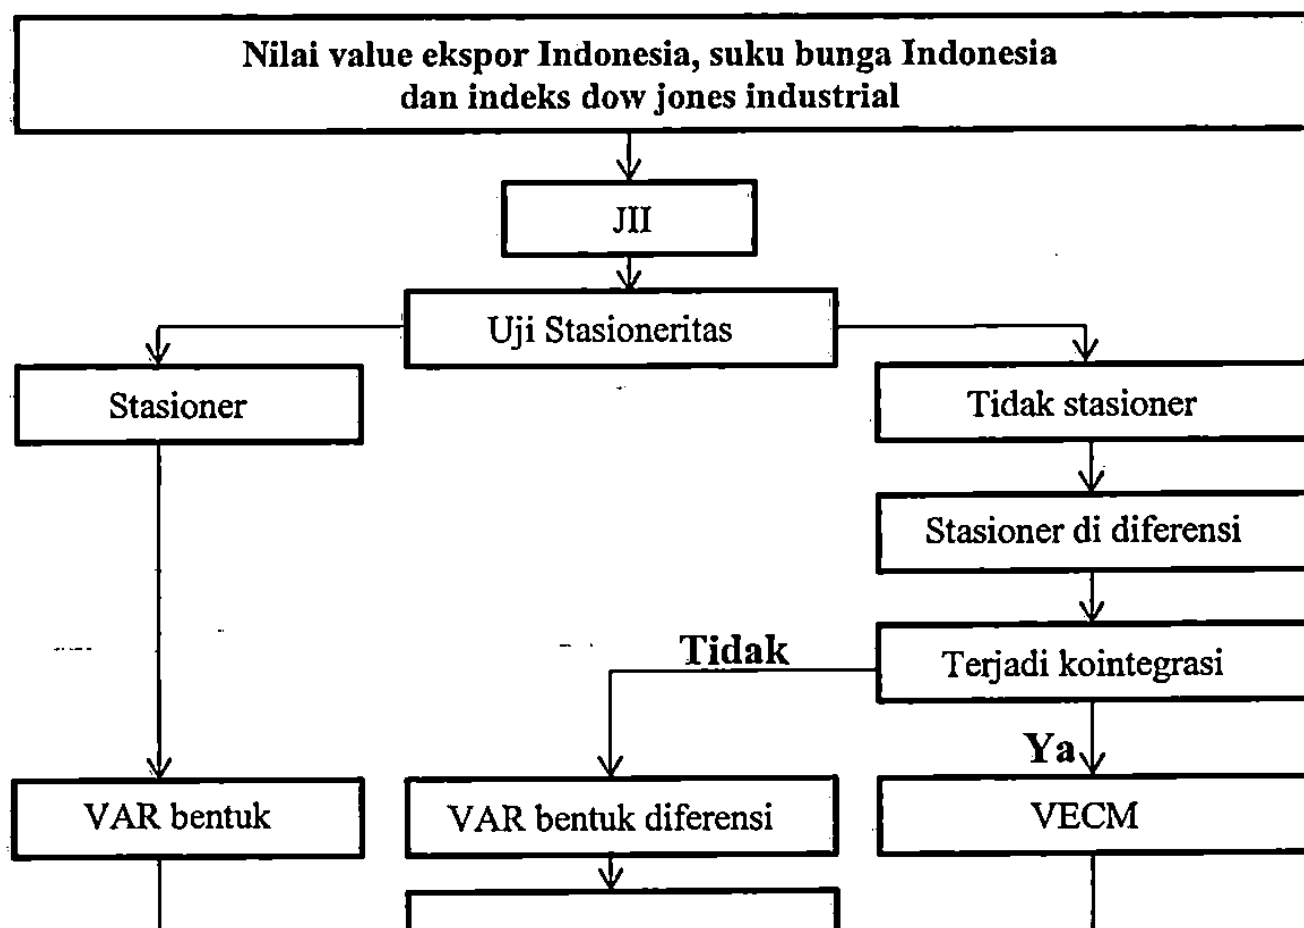 Nilai value ekspor Indonesia, suku bunga Indonesia
dan indeks dow jones industrial
JII
Uji Stasioneritas
Stasioner
Tidak stasioner
Stasioner di diferensi
Tidak
Terjadi kointegrasi
Ya
VAR bentuk
VAR bentuk diferensi
VECM